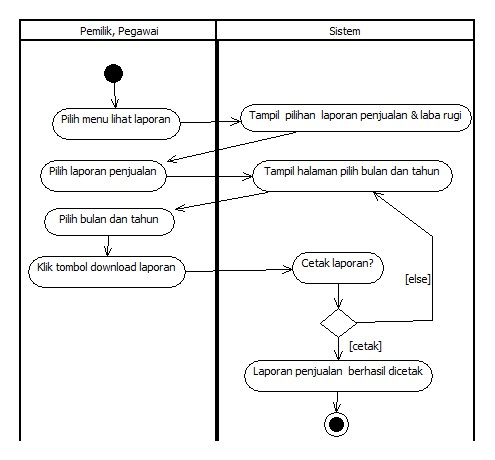 Pemilik, Pegawai
Sistem
Pilih menu lihat laporan
Tampil pilihan laporan penjualan & laba rugi
Pilih laporan penjualan
Tampil halaman pilih bulan dan tahun
Pilih bulan dan tahun
Klik tombol download laporan
Cetak laporan?
[else]
[cetak]
Laporan penjualan berhasil dicetak